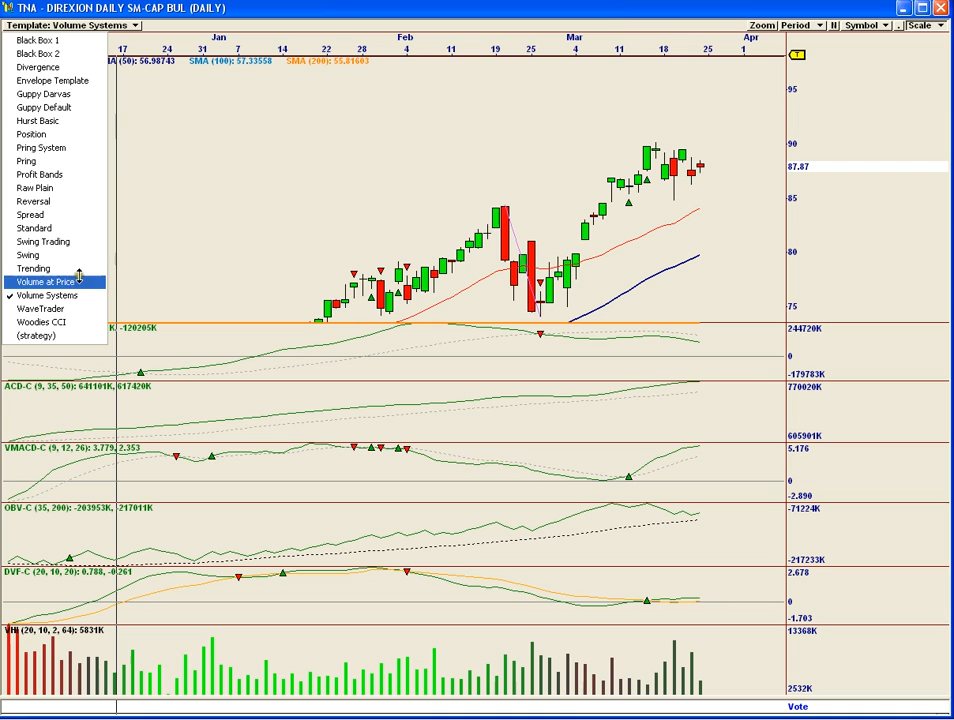 TNA - DIREXION DAILY SM-CAP BUL (DAILY)
Template: Volume Systems
Zoom Period N Symbol . Scale
Jan Feb Mar Apr
17 24 31 7 14 22 28 4 11 19 25 4 11 18 25 1
(50): 56.98743 SMA (100): 57.33558 SMA (200): 55.81603
Black Box 1
Black Box 2
Divergence
Envelope Template
Guppy Darvas
Guppy Default
Hurst Basic
Position
Pring System
Pring
Profit Bands
Raw Plain
Reversal
Spread
Standard
Swing Trading
Swing
Trending
Volume at Price
Volume Systems
WaveTrader
Woodies CCI
(strategy)
T
95
90
87.87
85
80
75
K, -120205K
244720K
0
-179783K
ACD-C (9, 35, 50): 641101K, 617420K
770020K
605901K
VMACD-C (9, 12, 26): 3.779, 2.353
5.176
0
-2.890
OBV-C (35, 200): -203953K, -217011K
-71224K
-217233K
DVF-C (20, 10, 20): 0.788, -0.261
2.678
0
-1.703
VHI (20, 10, 2, 64): 5831K
13368K
2532K
Vote